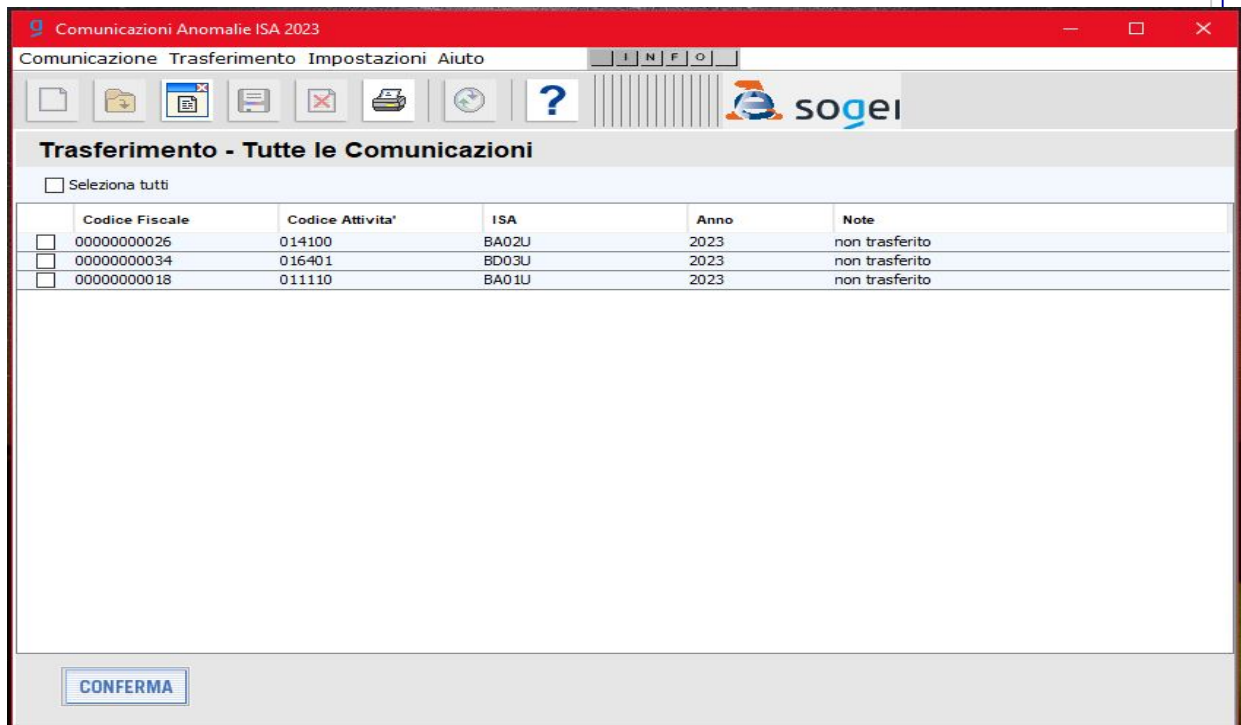 g Comunicazioni Anomalie ISA 2023
Comunicazione Trasferimento Impostazioni Aiuto INFO
? sogei
Trasferimento - Tutte le Comunicazioni
Seleziona tutti
Codice Fiscale Codice Attivita' ISA Anno Note
00000000026 014100 BA02U 2023 non trasferito
00000000034 016401 BD03U 2023 non trasferito
00000000018 011110 BA01U 2023 non trasferito
CONFERMA